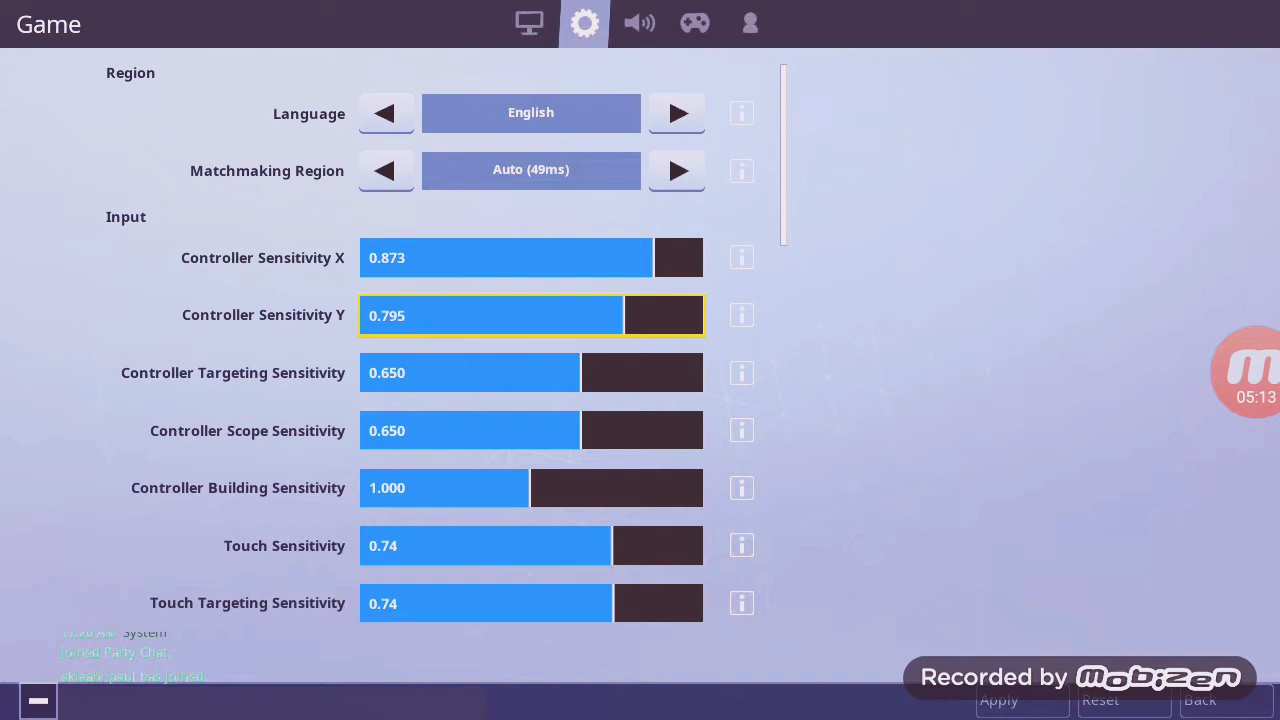 Game
Region
Language
English
Matchmaking Region
Auto (49ms)
Input
Controller Sensitivity X
0.873
Controller Sensitivity Y
0.795
Controller Targeting Sensitivity
0.650
Controller Scope Sensitivity
0.650
Controller Building Sensitivity
1.000
Touch Sensitivity
0.74
Touch Targeting Sensitivity
0.74
05:13
AM System
Joined Party Chat.
paul has joined.
Recorded by mobizen
Apply
Reset
Back